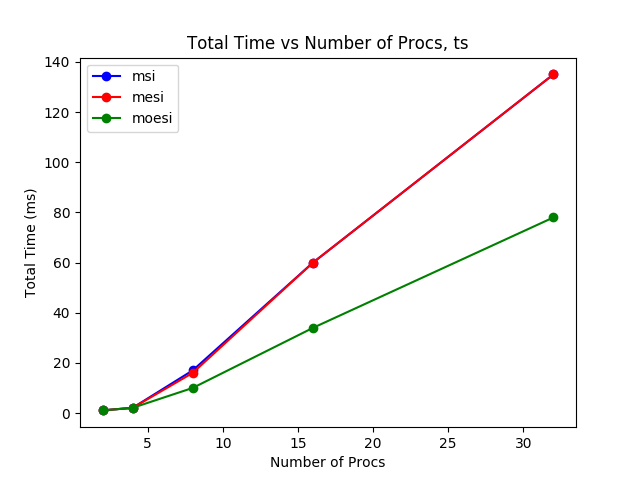 Total Time vs Number of Procs, ts
msi
mesi
moesi
140
120
100
80
60
40
20
0
Total Time (ms)
5 10 15 20 25 30
Number of Procs